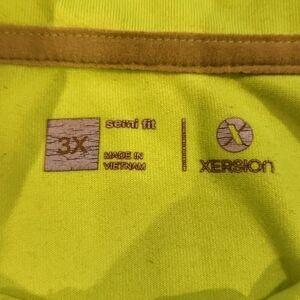 3X
semi fit
MADE IN
VIETNAM
X
XERSION